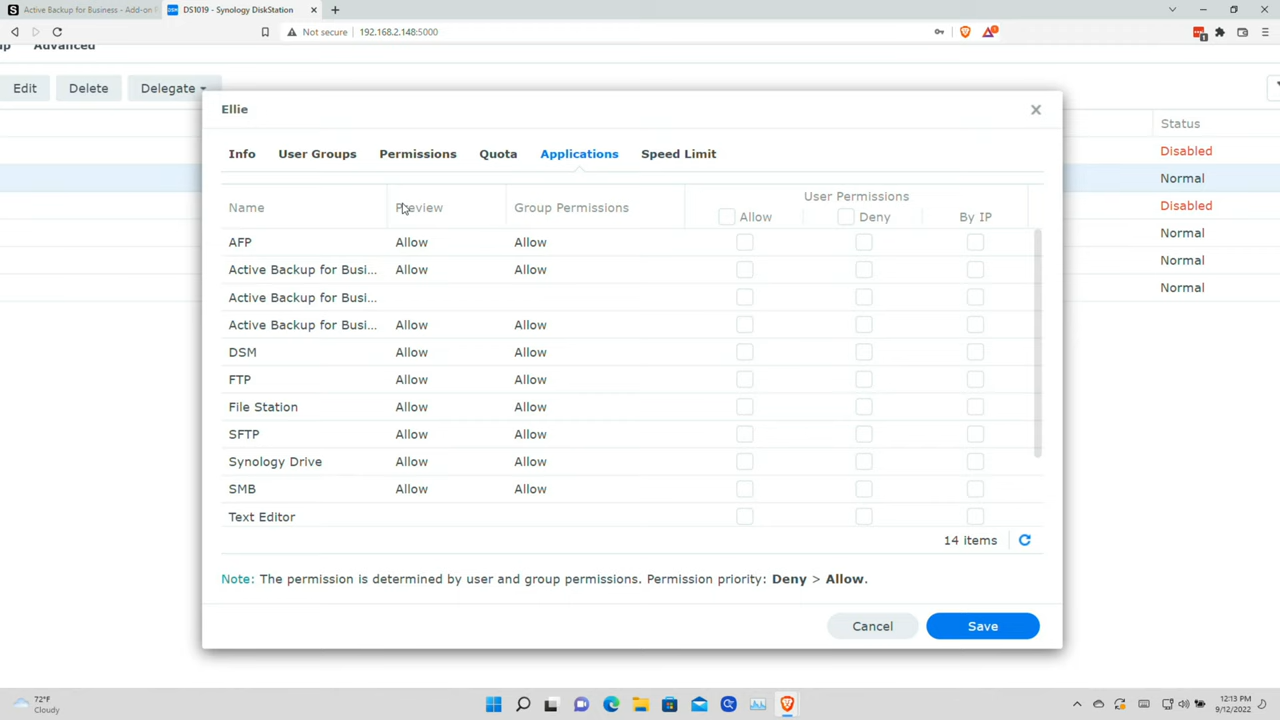 Active Backup for Business - Add-on P
DS1019 - Synology DiskStation
Not secure 192.168.2.148:5000
Advanced
Edit Delete Delegate
Ellie
Info User Groups Permissions Quota Applications Speed Limit
Status
Disabled
Normal
Disabled
Normal
Normal
Normal
Name Preview Group Permissions User Permissions
Allow Deny By IP
AFP Allow Allow
Active Backup for Busi... Allow Allow
Active Backup for Busi...
Active Backup for Busi... Allow Allow
DSM Allow Allow
FTP Allow Allow
File Station Allow Allow
SFTP Allow Allow
Synology Drive Allow Allow
SMB Allow Allow
Text Editor
14 items
Note: The permission is determined by user and group permissions. Permission priority: Deny > Allow.
Cancel Save
72°F
Cloudy
12:13 PM
9/12/2022